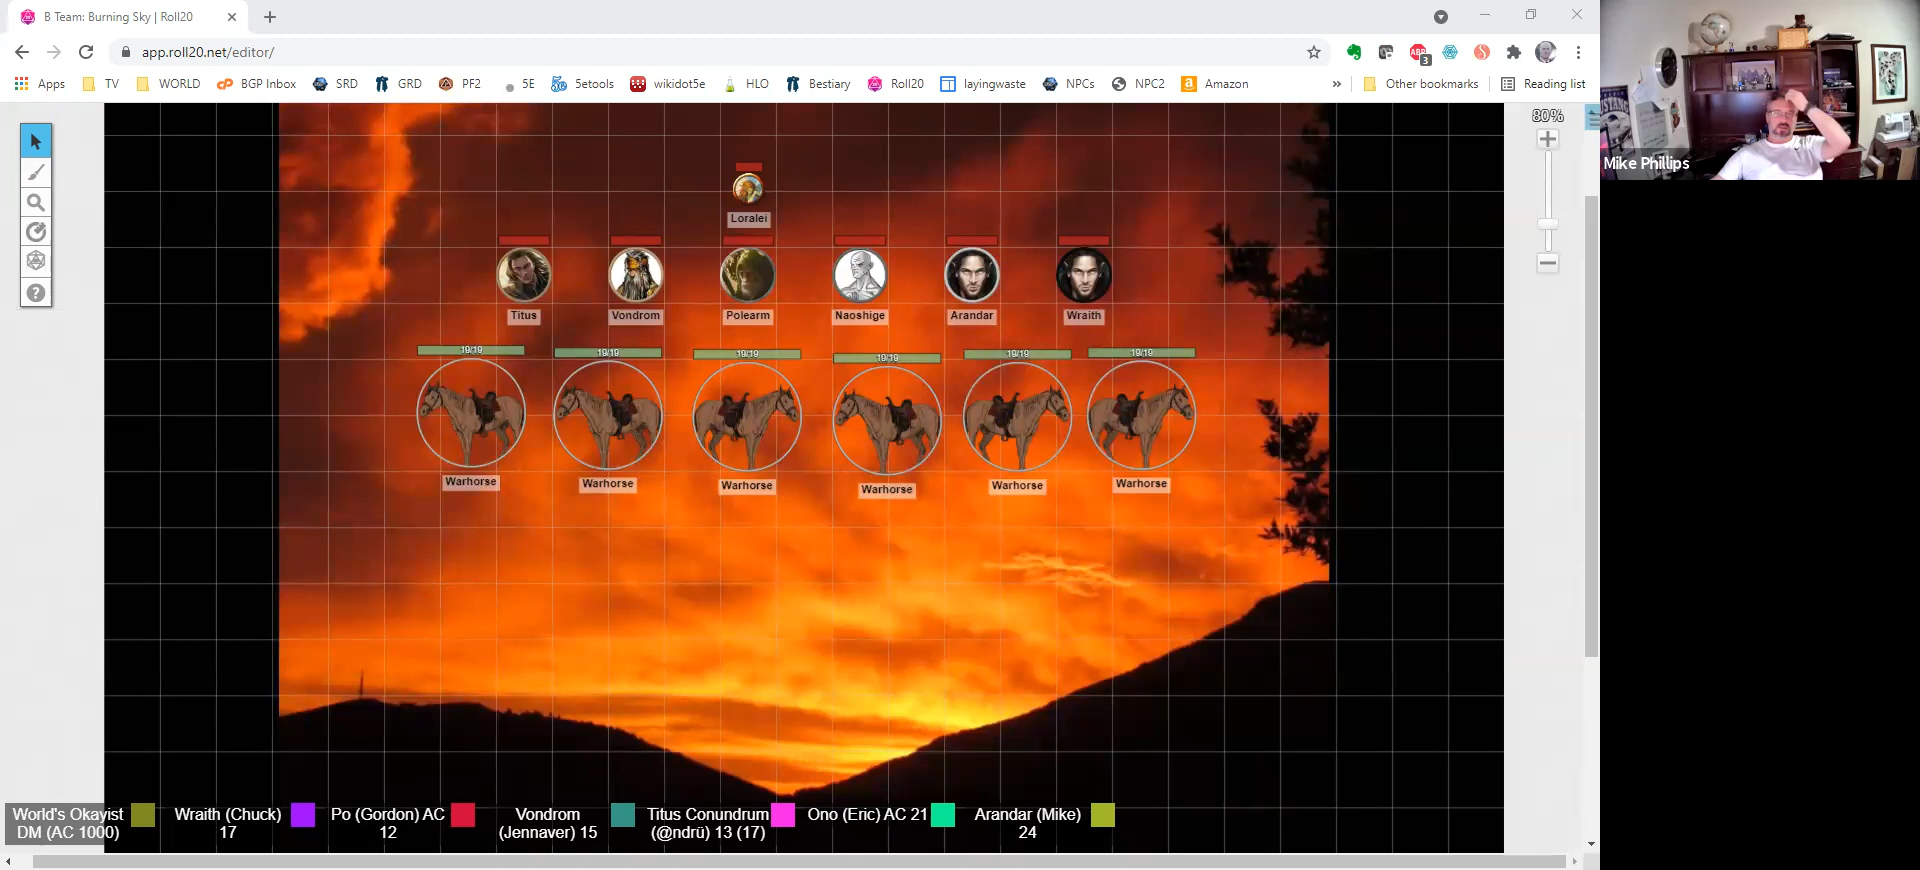 B Team: Burning Sky | Roll20
app.roll20.net/editor/
ABP
3
Apps TV WORLD BGP Inbox SRD GRD PF2 5E 5etools wikidot5e HLO Bestiary Roll20 layingwaste NPCs NPC2 Amazon » Other bookmarks Reading list
80%
Mike Phillips
Loralei
Titus Vondrom Polearm Naoshige Arandar Wraith
19/19 19/19 19/19 19/19 19/19 19/19
Warhorse Warhorse Warhorse Warhorse Warhorse Warhorse
World's Okayist
DM (AC 1000)
Wraith (Chuck)
17
Po (Gordon) AC
12
Vondrom
(Jennaver) 15
Titus Conundrum
(@ndrü) 13 (17)
Ono (Eric) AC 21
Arandar (Mike)
24